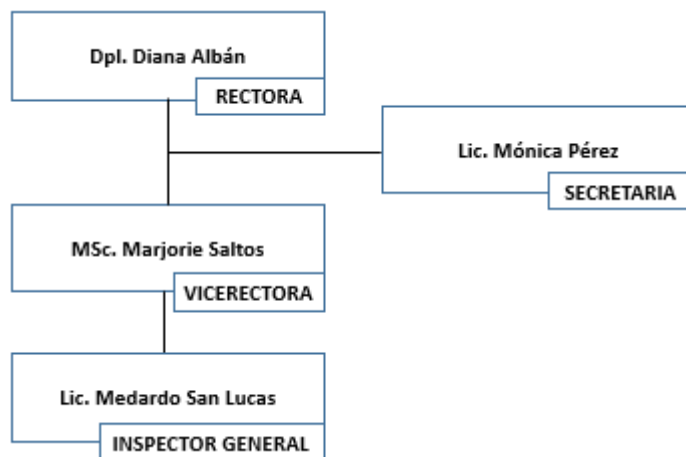 Dpl. Diana Albán
RECTORA
Lic. Mónica Pérez
SECRETARIA
MSc. Marjorie Saltos
VICERECTORA
Lic. Medardo San Lucas
INSPECTOR GENERAL